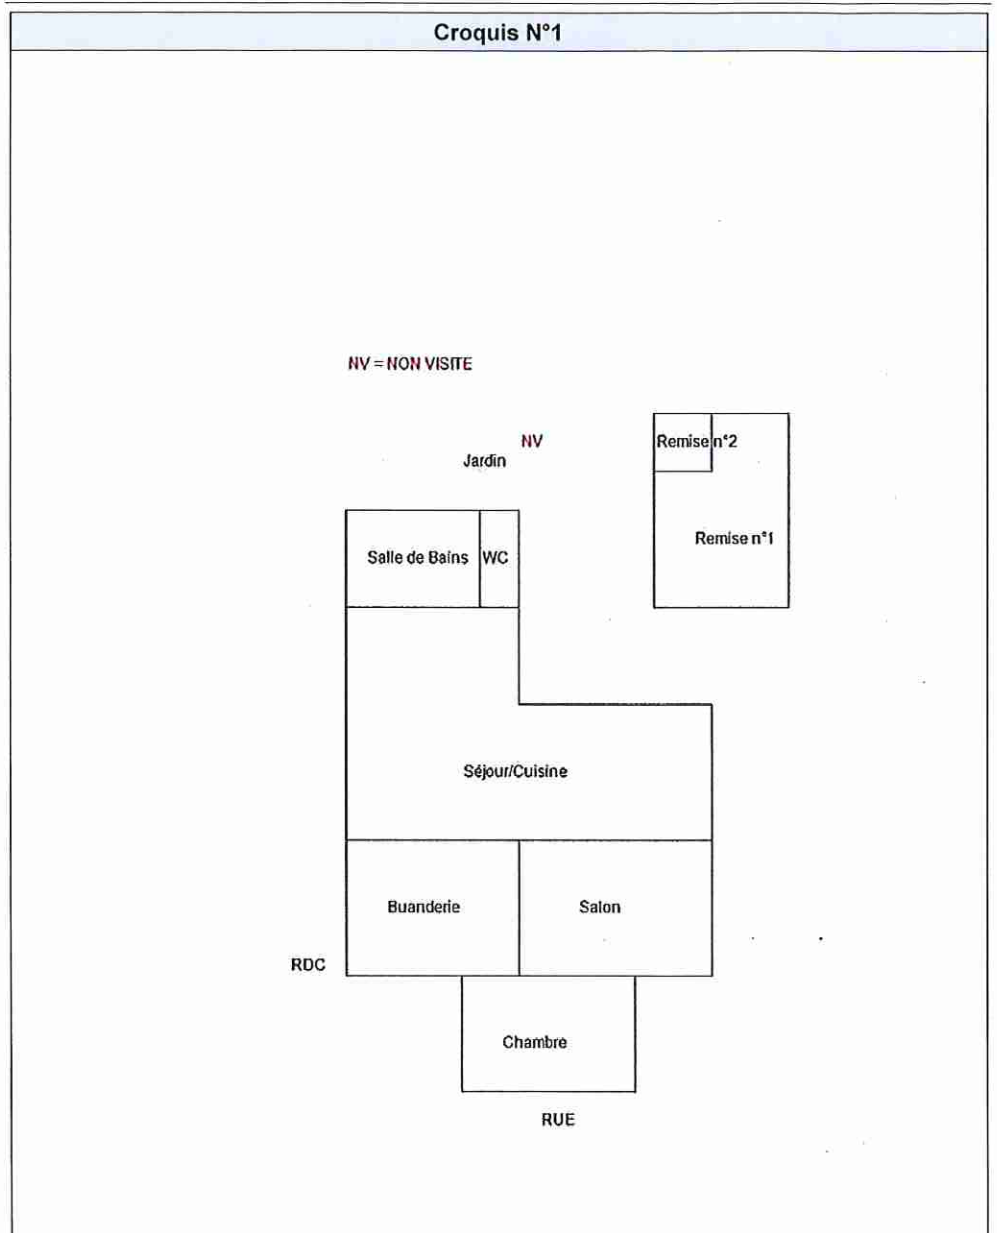 Croquis N°1
NV = NON VISITE
NV
Jardin
Remise n°2
Remise n°1
Salle de Bains
WC
Séjour/Cuisine
Buanderie
Salon
RDC
Chambre
RUE